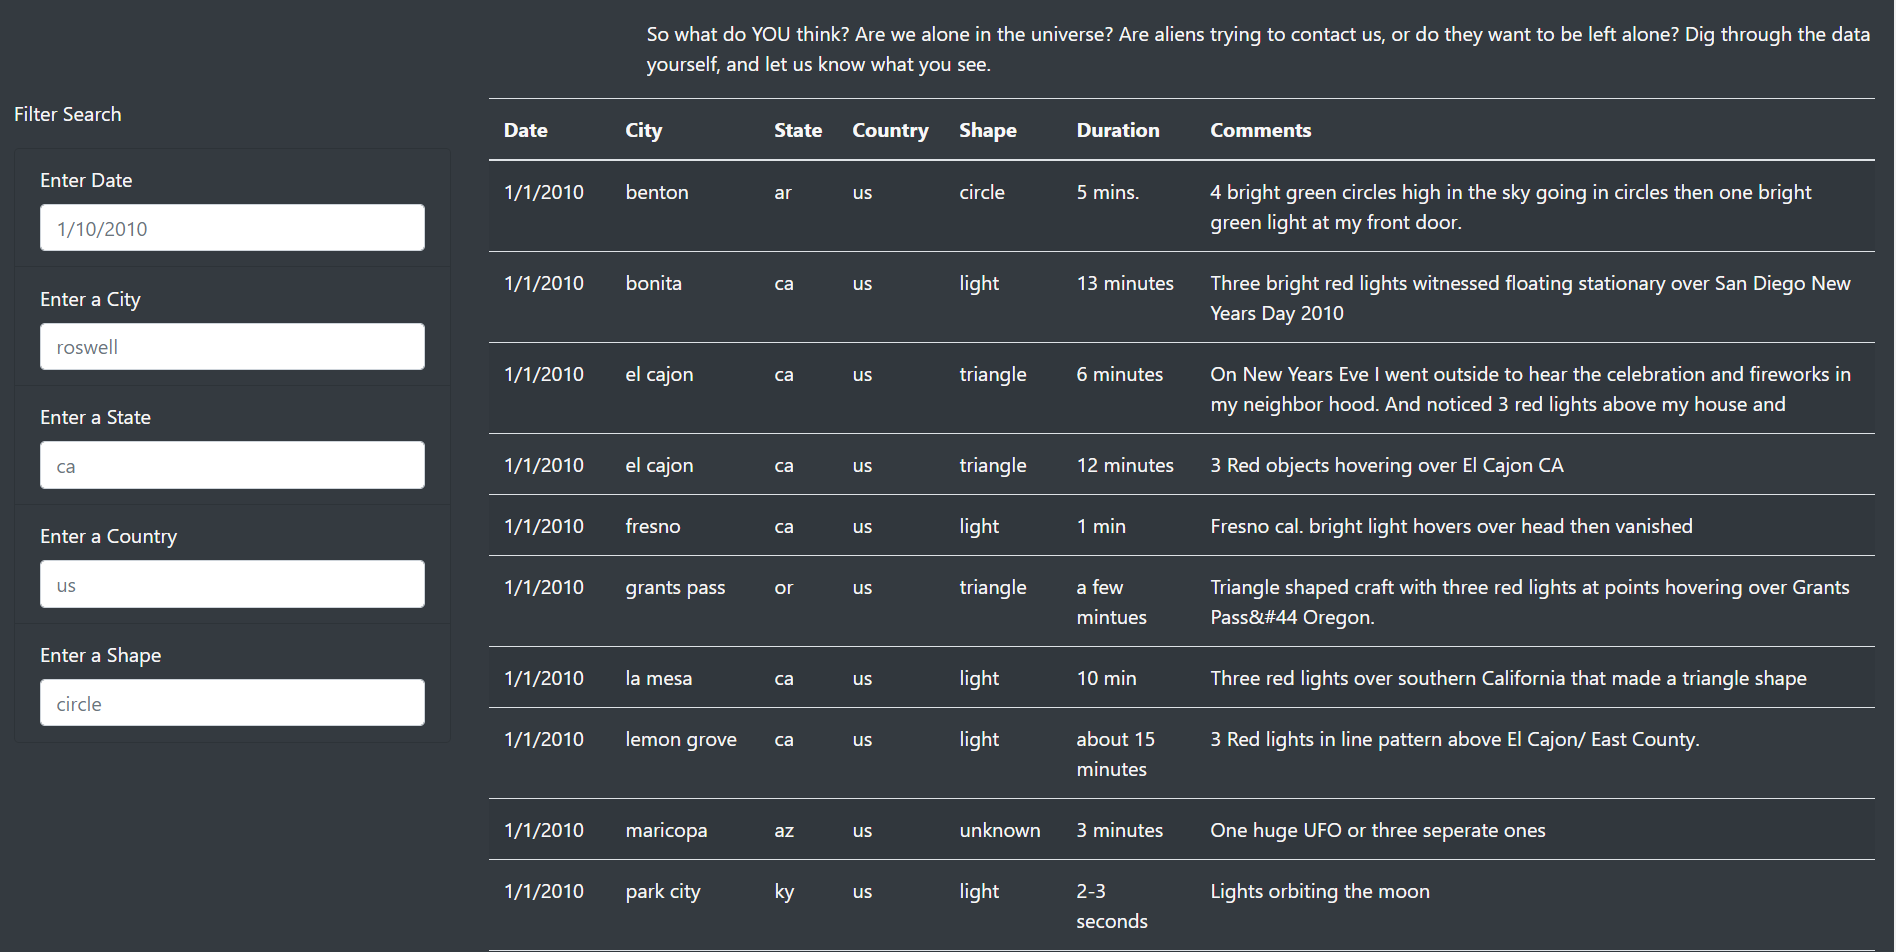 So what do YOU think? Are we alone in the universe? Are aliens trying to contact us, or do they want to be left alone? Dig through the data
yourself, and let us know what you see.
Filter Search
Enter Date
1/10/2010
Enter a City
roswell
Enter a State
ca
Enter a Country
us
Enter a Shape
circle
Date City State Country Shape Duration Comments
1/1/2010 benton ar us circle 5 mins. 4 bright green circles high in the sky going in circles then one bright
green light at my front door.
1/1/2010 bonita ca us light 13 minutes Three bright red lights witnessed floating stationary over San Diego New
Years Day 2010
1/1/2010 el cajon ca us triangle 6 minutes On New Years Eve I went outside to hear the celebration and fireworks in
my neighbor hood. And noticed 3 red lights above my house and
1/1/2010 el cajon ca us triangle 12 minutes 3 Red objects hovering over El Cajon CA
1/1/2010 fresno ca us light 1 min Fresno cal. bright light hovers over head then vanished
1/1/2010 grants pass or us triangle a few Triangle shaped craft with three red lights at points hovering over Grants
mintues Pass&#44 Oregon.
1/1/2010 la mesa ca us light 10 min Three red lights over southern California that made a triangle shape
1/1/2010 lemon grove ca us light about 15 3 Red lights in line pattern above El Cajon/ East County.
minutes
1/1/2010 maricopa az us unknown 3 minutes One huge UFO or three seperate ones
1/1/2010 park city ky us light 2-3 Lights orbiting the moon
seconds